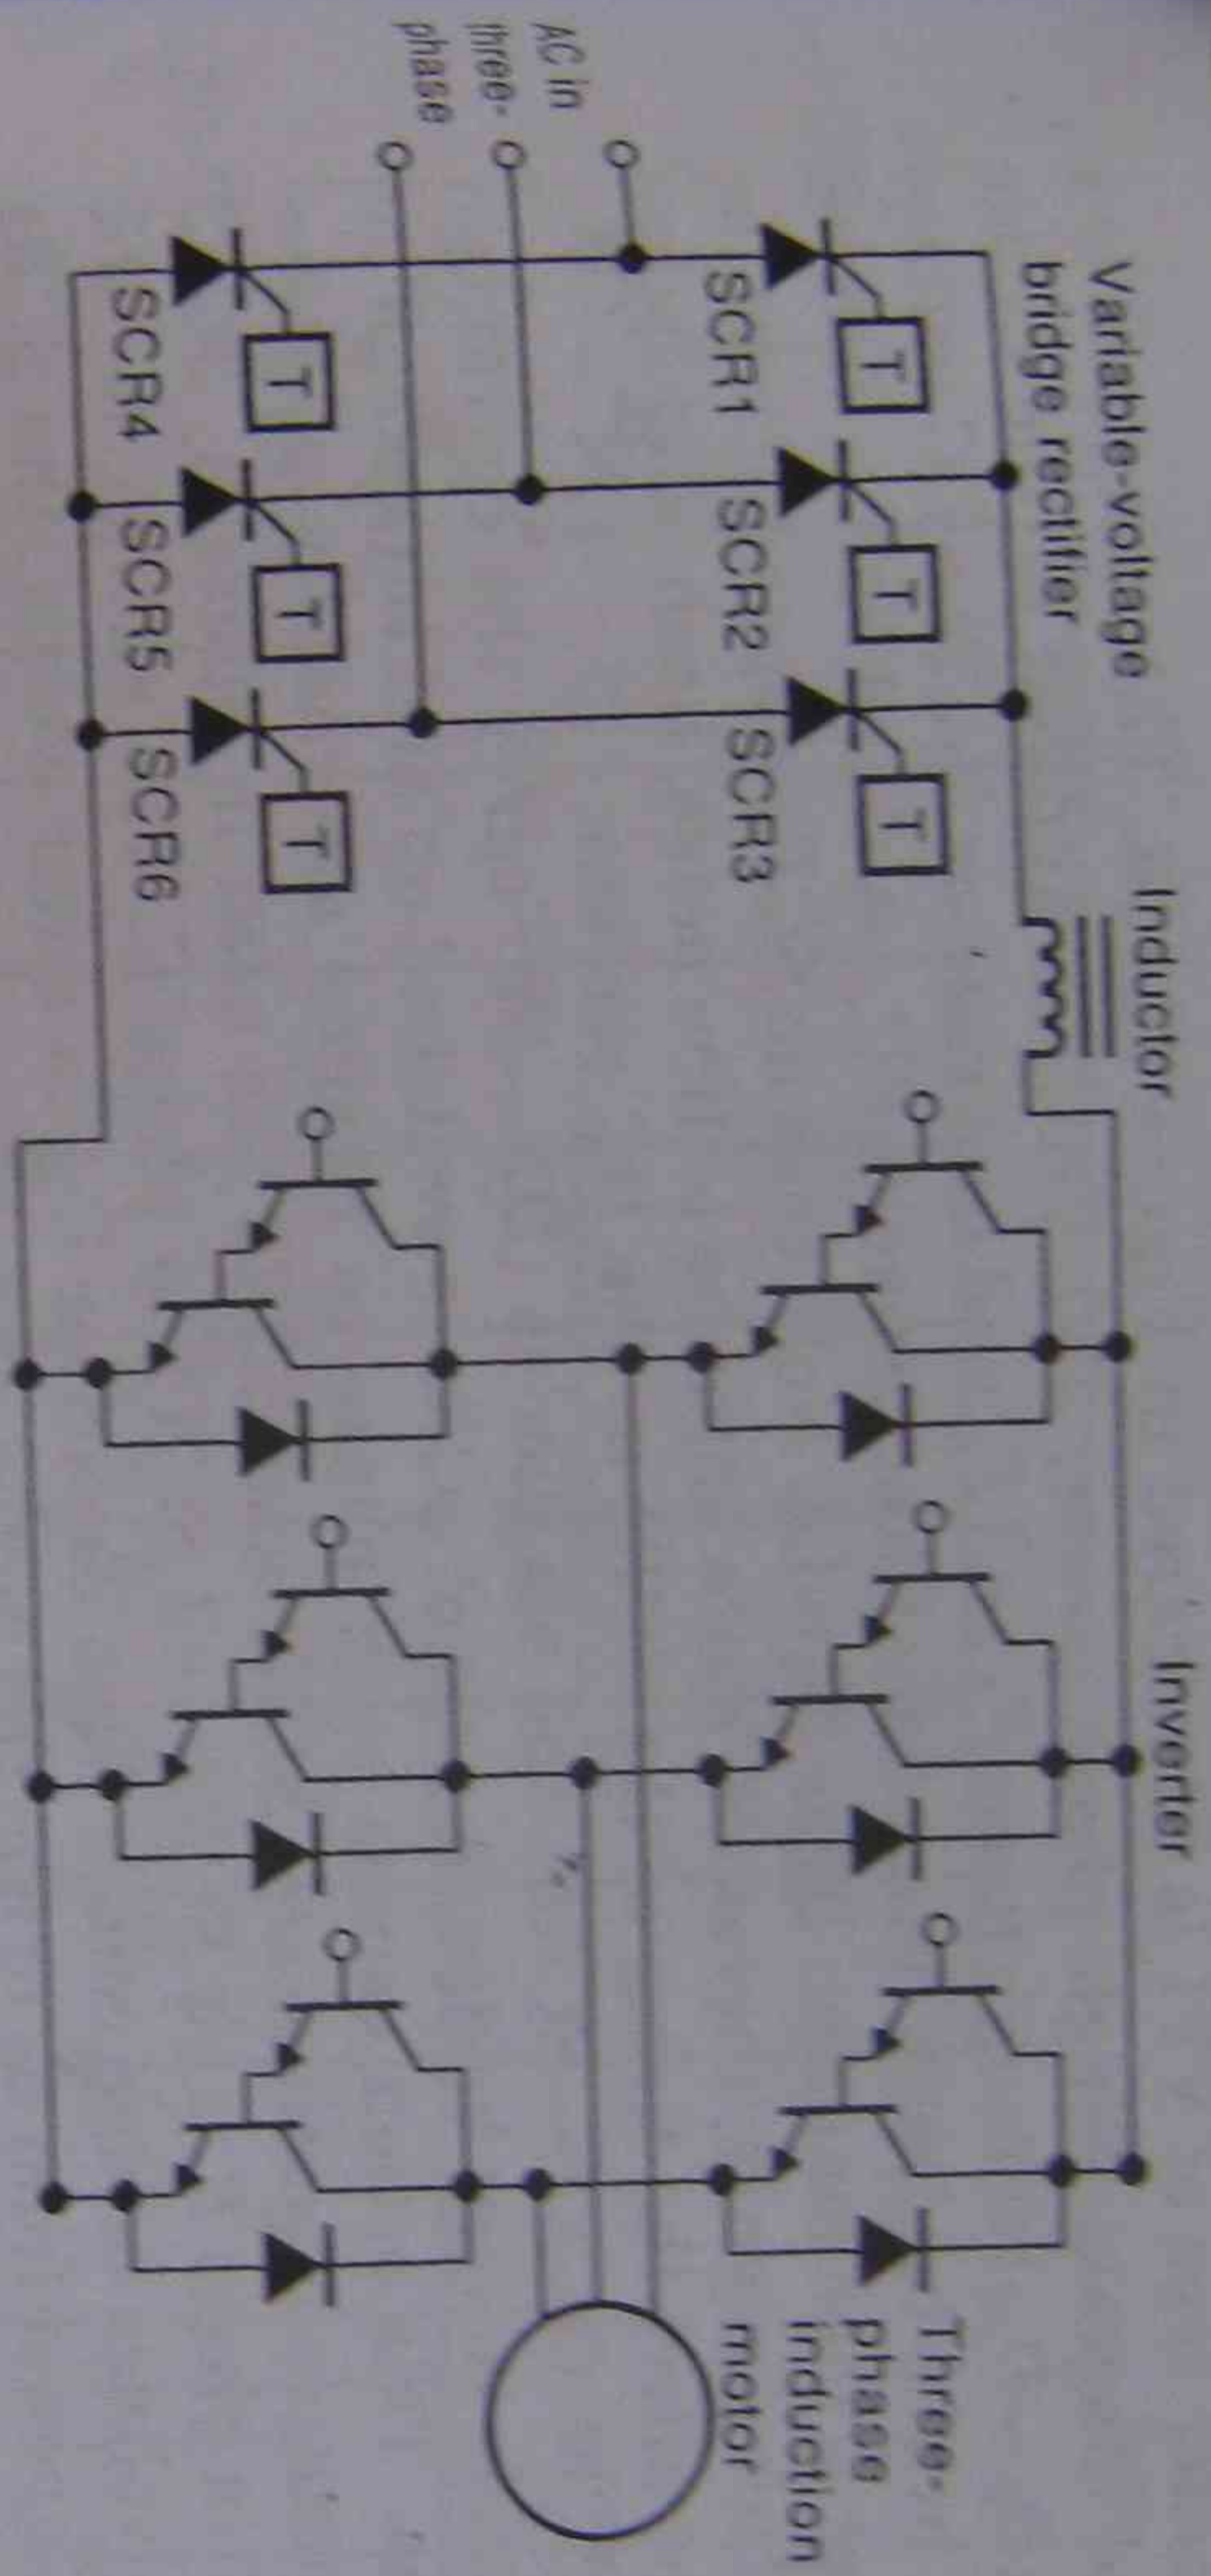 Variable-voltage
bridge rectifier
Inductor
Inverter
AC in
three-
phase
T
T
T
SCR1
SCR2
SCR3
T
T
T
SCR4
SCR5
SCR6
Three-
phase
induction
motor